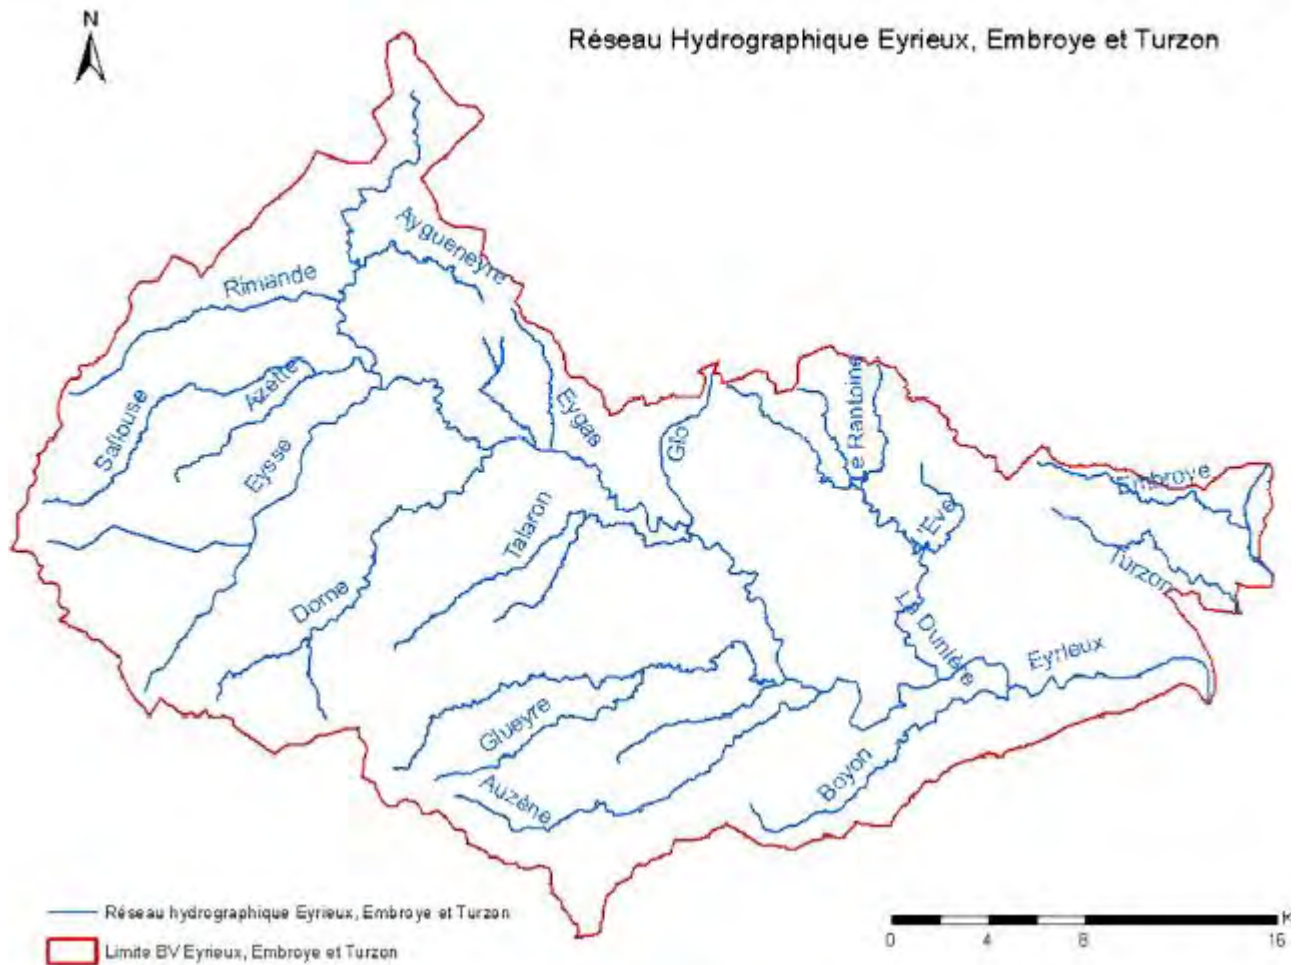 N
Réseau Hydrographique Eyrieux, Embroye et Turzon
Aygueneyre
Rimande
Saliouse
Azette
Eysse
Eygas
Glo
e Rantoine
l'Eve
Embroye
Turzon
Talaron
Dorne
La Dunière
Eyrieux
Glueyre
Auzène
Boyon
Réseau hydrographique Eyrieux, Embroye et Turzon
Limite BV Eyrieux, Embroye et Turzon
0 4 8 16
K